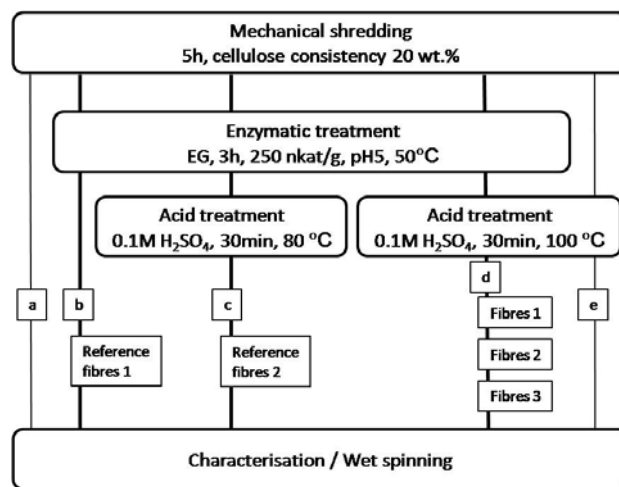 Mechanical shredding
5h, cellulose consistency 20 wt.%
Enzymatic treatment
EG, 3h, 250 nkat/g, pH5, 50°C
Acid treatment
0.1M H₂SO₄, 30min, 80 °C
Acid treatment
0.1M H₂SO₄, 30min, 100 °C
a
b
c
d
e
Reference
fibres 1
Reference
fibres 2
Fibres 1
Fibres 2
Fibres 3
Characterisation / Wet spinning